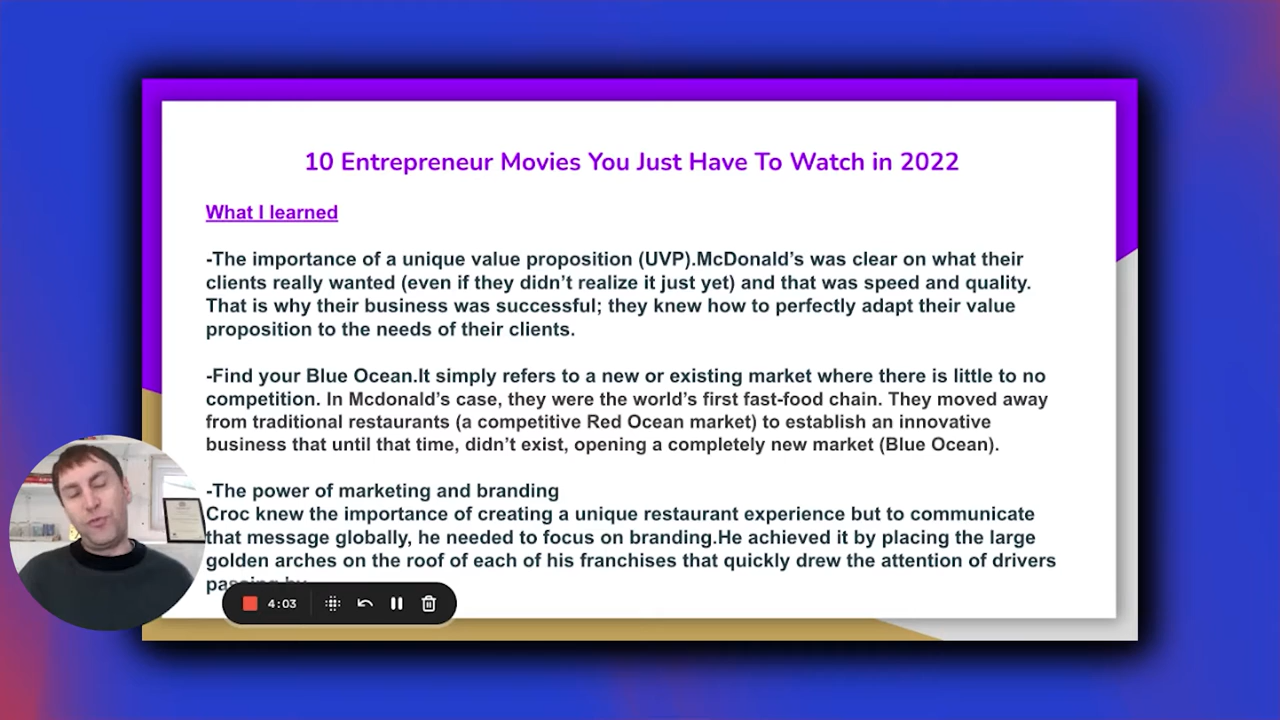 10 Entrepreneur Movies You Just Have To Watch in 2022
What I learned
-The importance of a unique value proposition (UVP).McDonald's was clear on what their
clients really wanted (even if they didn't realize it just yet) and that was speed and quality.
That is why their business was successful; they knew how to perfectly adapt their value
proposition to the needs of their clients.
-Find your Blue Ocean.It simply refers to a new or existing market where there is little to no
competition. In Mcdonald's case, they were the world's first fast-food chain. They moved away
from traditional restaurants (a competitive Red Ocean market) to establish an innovative
business that until that time, didn't exist, opening a completely new market (Blue Ocean).
-The power of marketing and branding
Croc knew the importance of creating a unique restaurant experience but to communicate
that message globally, he needed to focus on branding.He achieved it by placing the large
golden arches on the roof of each of his franchises that quickly drew the attention of drivers
passing by
4:03